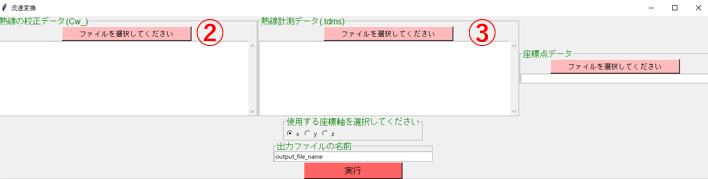 流速変換
熱線の校正データ(Cw_)
ファイルを選択してください
②
熱線計測データ(.tdms)
ファイルを選択してください
③
座標点データ
ファイルを選択してください
使用する座標軸を選択してください
x y z
出力ファイルの名前
output_file_name
実行